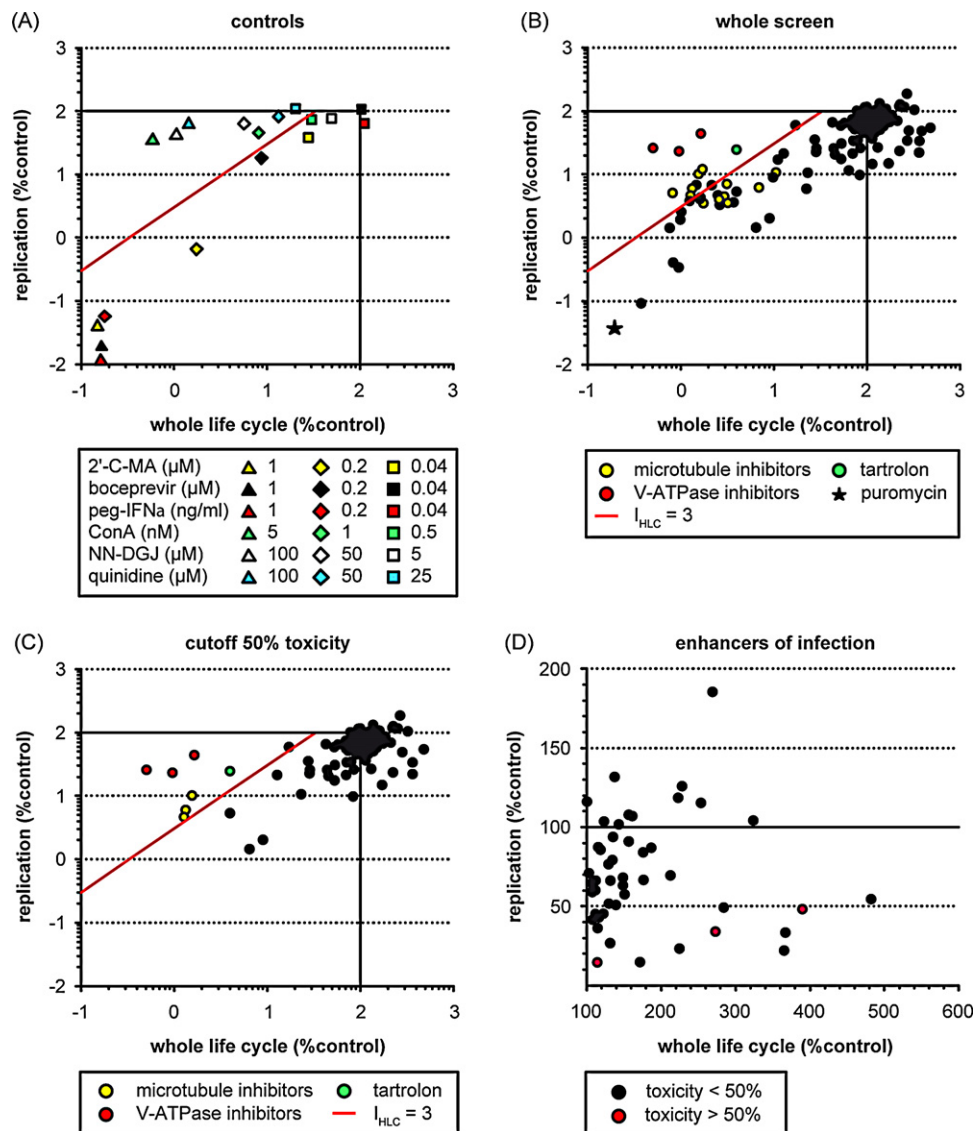 (A) controls
3
2
1
0
-1
-2
replication (%control)
-1 0 1 2 3
whole life cycle (%control)
2'-C-MA (µM) 1 0.2 0.04
boceprevir (µM) 1 0.2 0.04
peg-IFNa (ng/ml) 1 0.2 0.04
ConA (nM) 5 1 0.5
NN-DGJ (µM) 100 50 5
quinidine (µM) 100 50 25
(B) whole screen
3
2
1
0
-1
-2
replication (%control)
-1 0 1 2 3
whole life cycle (%control)
microtubule inhibitors tartrolon
V-ATPase inhibitors puromycin
I_HLC = 3
(C) cutoff 50% toxicity
3
2
1
0
-1
-2
replication (%control)
-1 0 1 2 3
whole life cycle (%control)
microtubule inhibitors tartrolon
V-ATPase inhibitors I_HLC = 3
(D) enhancers of infection
200
150
100
50
replication (%control)
100 200 300 400 500 600
whole life cycle (%control)
toxicity < 50%
toxicity > 50%